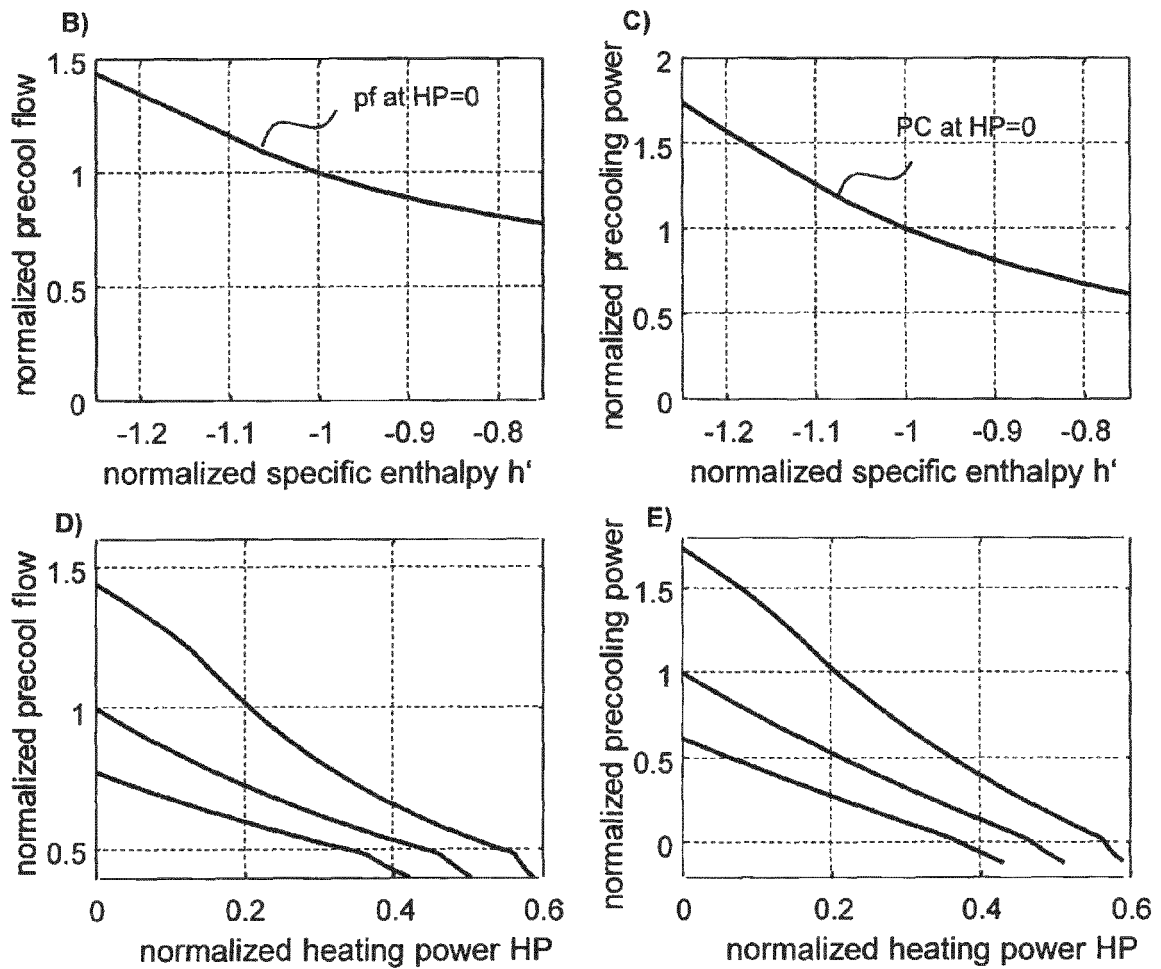 B)
normalized precool flow
1.5
1
0.5
0
pf at HP=0
-1.2 -1.1 -1 -0.9 -0.8
normalized specific enthalpy h‘
C)
normalized precooling power
2
1.5
1
0.5
0
PC at HP=0
-1.2 -1.1 -1 -0.9 -0.8
normalized specific enthalpy h‘
D)
normalized precool flow
1.5
1
0.5
0 0.2 0.4 0.6
normalized heating power HP
E)
normalized precooling power
1.5
1
0.5
0
0 0.2 0.4 0.6
normalized heating power HP